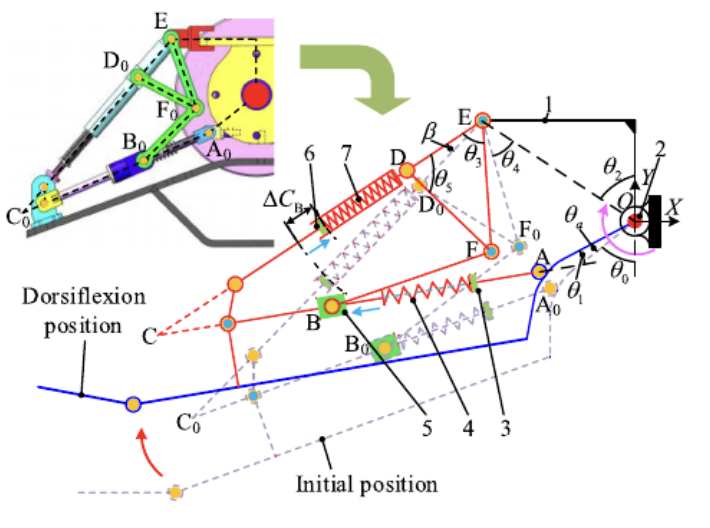 E
D₀
F₀
B₀
A₀
C₀
1
E
2
β
θ₃
θ₄
θ₂
Y
6
7
D
θ₅
O
X
ΔC_B
D₀
θₐ
F₀
F
A
θ₀
θ₁
Dorsiflexion
position
B
A₀
C
B₀
C₀
5
4
3
Initial position